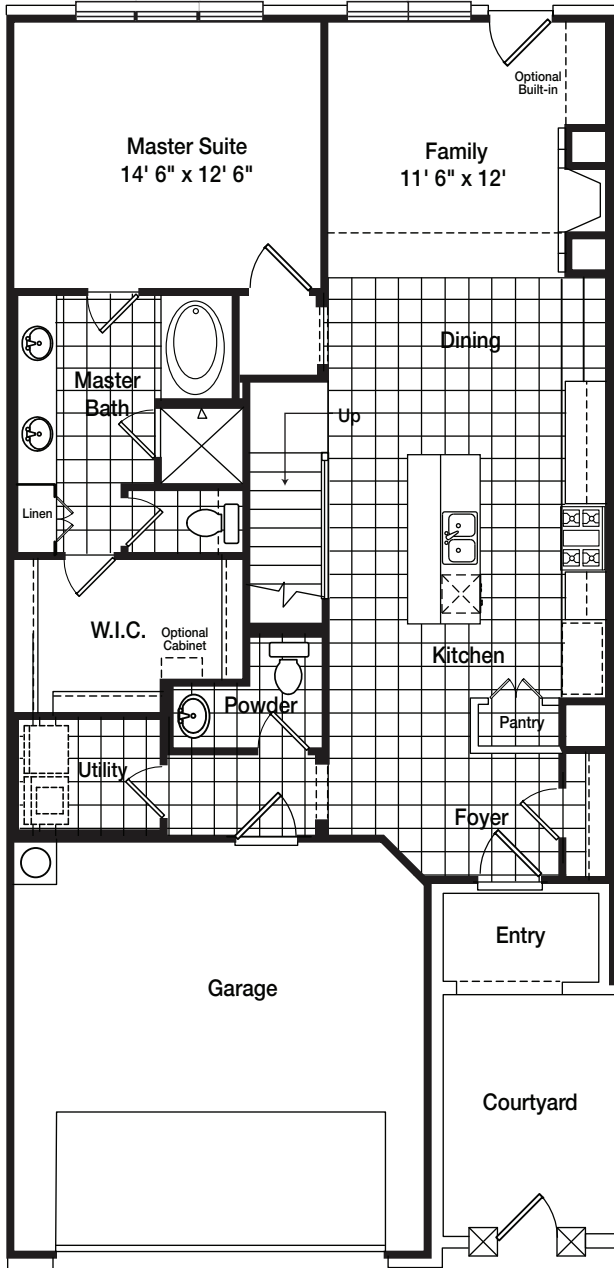 Optional
Built-in
Master Suite
14' 6" x 12' 6"
Family
11' 6" x 12'
Dining
Master
Bath
Up
Linen
W.I.C.
Optional
Cabinet
Kitchen
Powder
Pantry
Utility
Foyer
Entry
Garage
Courtyard